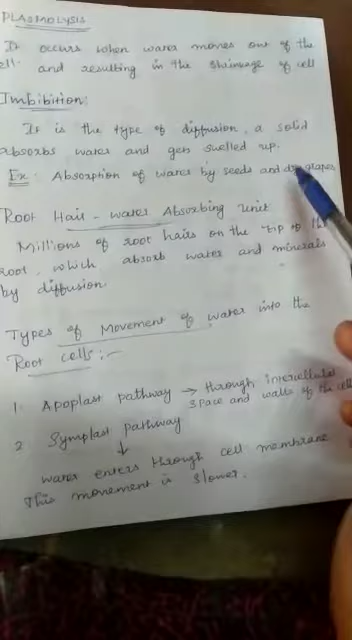 PLASMOLYSIS
It occurs when water moves out of the
cell. and resulting in the shrinkage of cell
Imbibition:
It is the type of diffusion, a solid
absorbs water and gets swelled up.
Ex: Absorption of water by seeds and dry grapes
Root Hair - water Absorbing Unit
Millions of root hairs on the tip of the
root, which absorb water and minerals
by diffusion.
Types of Movement of water into the
Root cells:-
1. Apoplast pathway → through intercellular
space and walls of the cell
2. Symplast pathway
↓
water enters through cell membrane
This movement is slower.